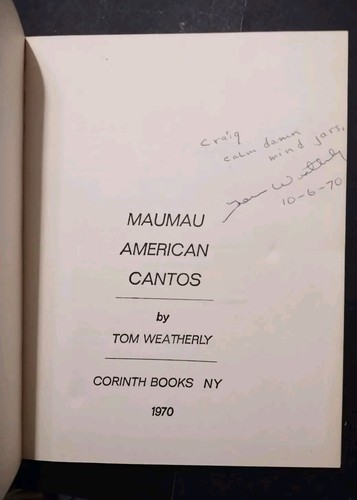 Craig
calm damn
mind jars,
Tom Weatherly
10-6-70
MAUMAU
AMERICAN
CANTOS
by
TOM WEATHERLY
CORINTH BOOKS NY
1970